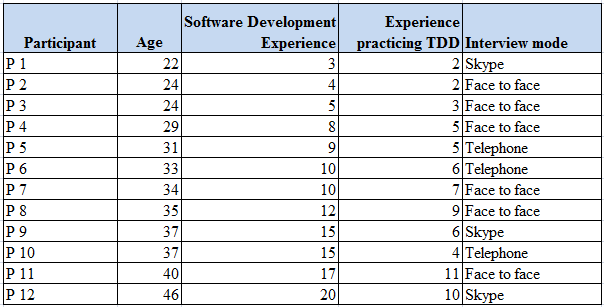 Participant Age Software Development Experience Experience practicing TDD Interview mode
P 1 22 3 2 Skype
P 2 24 4 2 Face to face
P 3 24 5 3 Face to face
P 4 29 8 5 Face to face
P 5 31 9 5 Telephone
P 6 33 10 6 Telephone
P 7 34 10 7 Face to face
P 8 35 12 9 Face to face
P 9 37 15 6 Skype
P 10 37 15 4 Telephone
P 11 40 17 11 Face to face
P 12 46 20 10 Skype